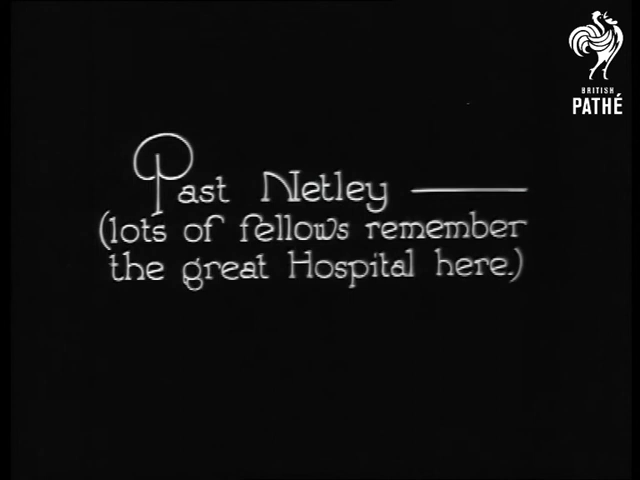 BRITISH
PATHÉ
Past Netley —
(lots of fellows remember
the great Hospital here.)